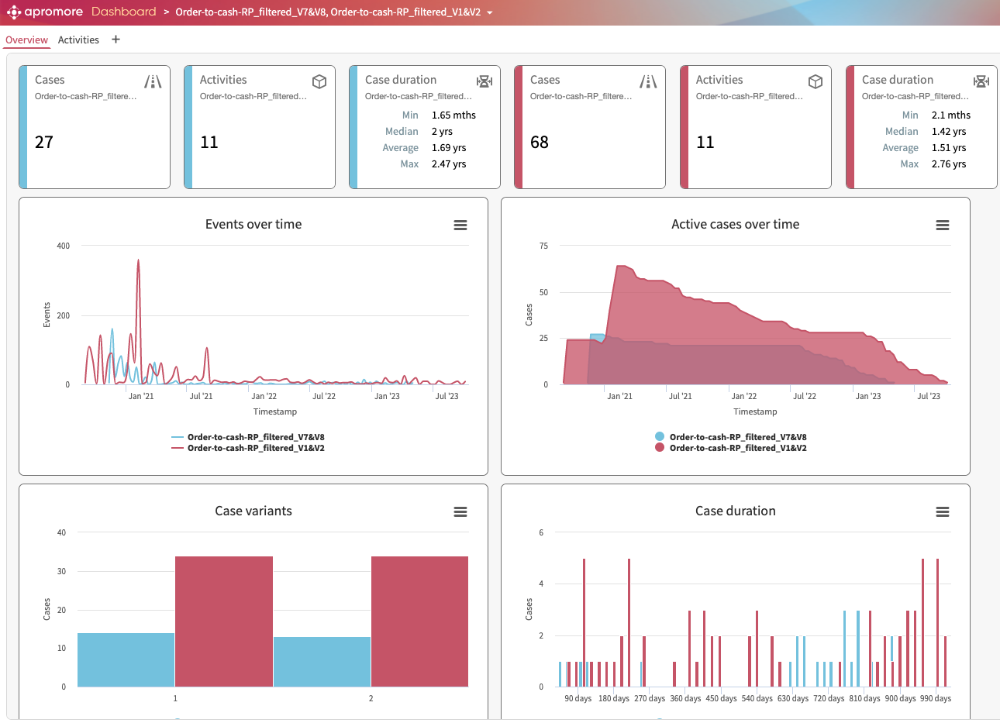 apromore Dashboard > Order-to-cash-RP_filtered_V7&V8, Order-to-cash-RP_filtered_V1&V2
Overview Activities +
Cases
Order-to-cash-RP_filtere...
27
Activities
Order-to-cash-RP_filtered...
11
Case duration
Order-to-cash-RP_filtered...
Min 1.65 mths
Median 2 yrs
Average 1.69 yrs
Max 2.47 yrs
Cases
Order-to-cash-RP_filtere...
68
Activities
Order-to-cash-RP_filtered...
11
Case duration
Order-to-cash-RP_filtered...
Min 2.1 mths
Median 1.42 yrs
Average 1.51 yrs
Max 2.76 yrs
Events over time
400
200
0
Events
Jan '21 Jul '21 Jan '22 Jul '22 Jan '23 Jul '23
Timestamp
Order-to-cash-RP_filtered_V7&V8
Order-to-cash-RP_filtered_V1&V2
Active cases over time
75
50
25
0
Cases
Jan '21 Jul '21 Jan '22 Jul '22 Jan '23 Jul '23
Timestamp
Order-to-cash-RP_filtered_V7&V8
Order-to-cash-RP_filtered_V1&V2
Case variants
40
30
20
10
0
Cases
1 2
Case duration
6
4
2
0
Cases
90 days 180 days 270 days 360 days 450 days 540 days 630 days 720 days 810 days 900 days 990 days